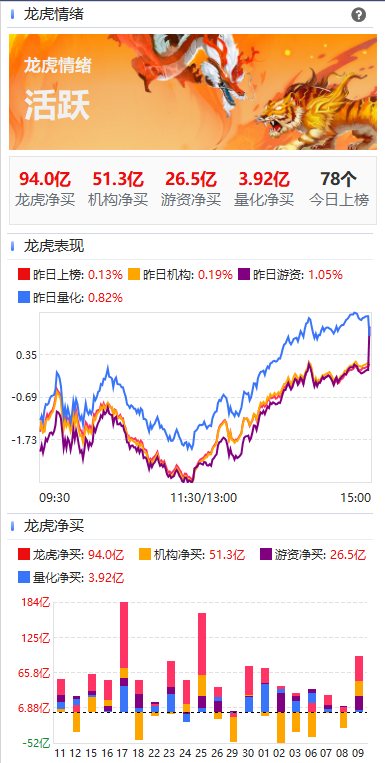 龙虎情绪
?
龙虎情绪
活跃
94.0亿 51.3亿 26.5亿 3.92亿 78个
龙虎净买 机构净买 游资净买 量化净买 今日上榜
龙虎表现
昨日上榜: 0.13% 昨日机构: 0.19% 昨日游资: 1.05%
昨日量化: 0.82%
0.35
-0.69
-1.73
09:30 11:30/13:00 15:00
龙虎净买
龙虎净买: 94.0亿 机构净买: 51.3亿 游资净买: 26.5亿
量化净买: 3.92亿
184亿
125亿
65.8亿
6.88亿
-52亿
11 12 15 16 17 18 22 23 24 25 26 29 30 01 02 03 04 05 08 09